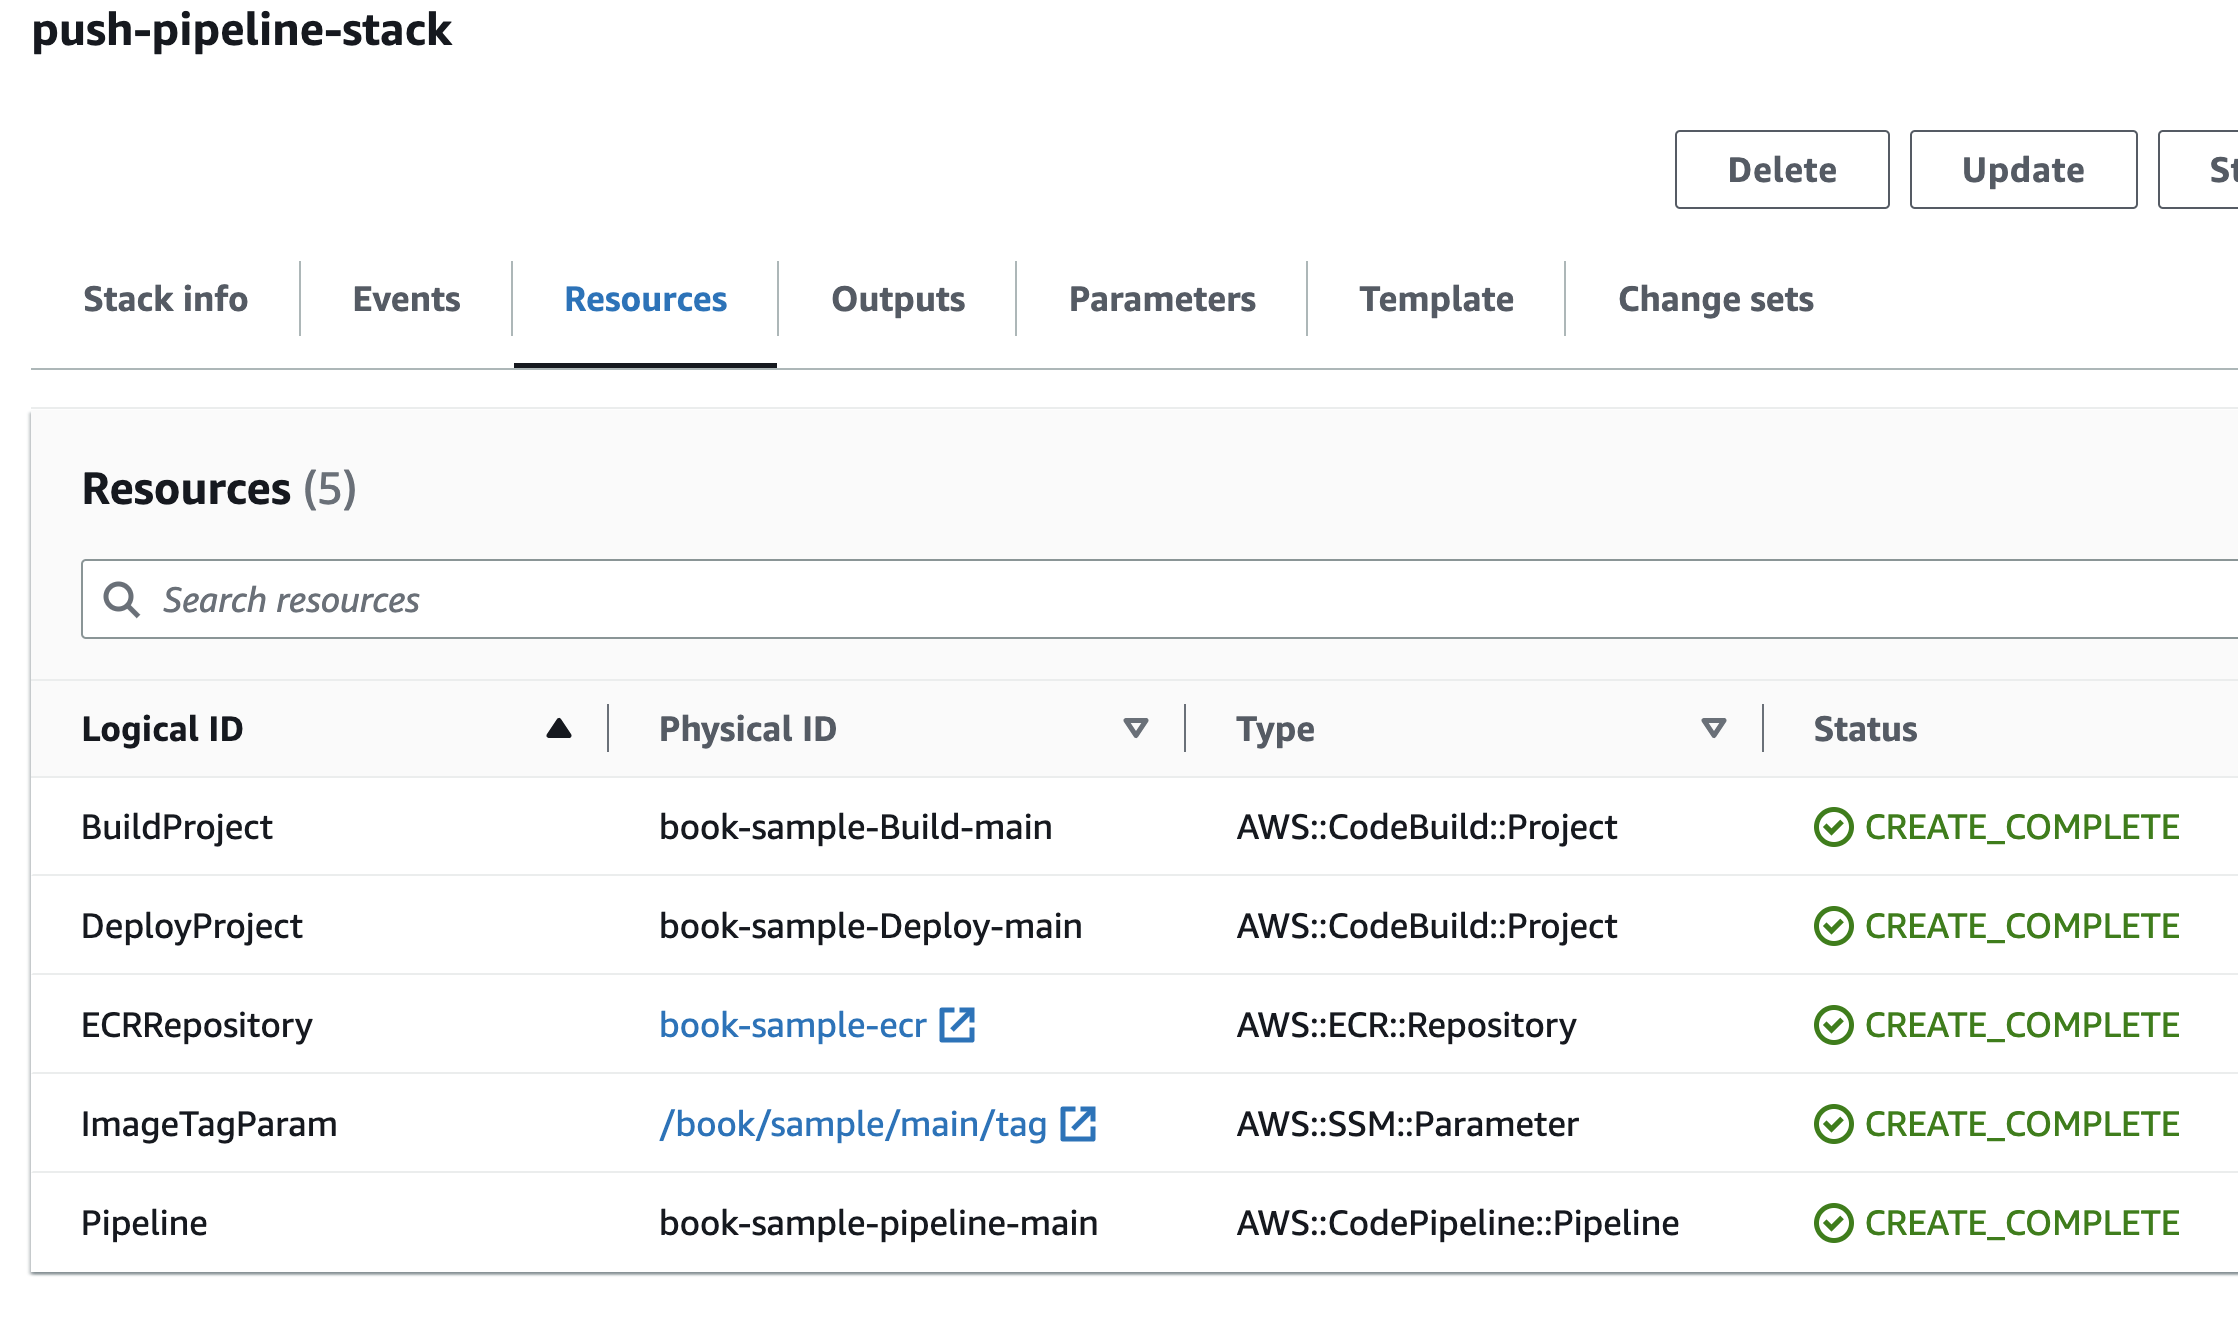 push-pipeline-stack
Delete Update St
Stack info Events Resources Outputs Parameters Template Change sets
Resources (5)
Search resources
Logical ID Physical ID Type Status
BuildProject book-sample-Build-main AWS::CodeBuild::Project CREATE_COMPLETE
DeployProject book-sample-Deploy-main AWS::CodeBuild::Project CREATE_COMPLETE
ECRRepository book-sample-ecr AWS::ECR::Repository CREATE_COMPLETE
ImageTagParam /book/sample/main/tag AWS::SSM::Parameter CREATE_COMPLETE
Pipeline book-sample-pipeline-main AWS::CodePipeline::Pipeline CREATE_COMPLETE